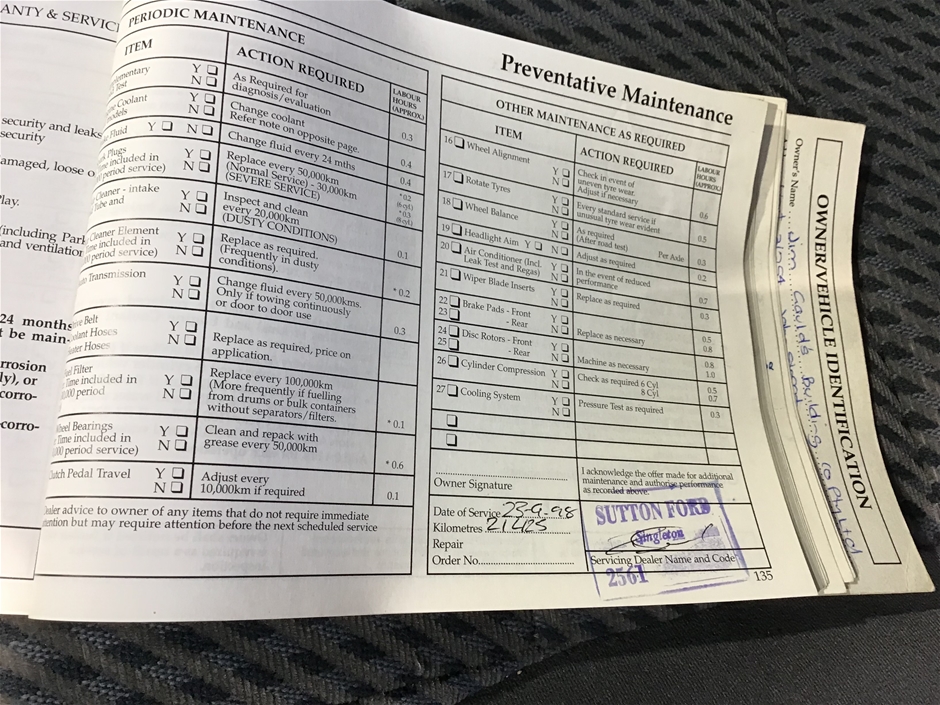 ANTY & SERVIC
security and leaks
security
amaged, loose o
lay.
(including Park
and ventilation
24 months
t be main-
rrosion
ly), or
corro-
corro-
PERIODIC MAINTENANCE
ITEM
ACTION REQUIRED
LABOUR
HOURS
(APPROX)
plementary
Test
Y ☐
N ☐
As Required for
diagnosis/evaluation
Coolant
models
Y ☐
N ☐
Change coolant
Refer note on opposite page.
0.3
Fluid Y ☐ N ☐
Change fluid every 24 mths
0.4
Plugs
Time included in
period service)
Y ☐
N ☐
Replace every 50,000km
(Normal Service) - 30,000km
(SEVERE SERVICE)
0.4
Cleaner - intake
Tube and
Y ☐
N ☐
Inspect and clean
every 20,000km
(DUSTY CONDITIONS)
0.1
Cleaner Element
Time included in
period service)
Y ☐
N ☐
Replace as required.
(Frequently in dusty
conditions).
* 0.2
Transmission
Y ☐
N ☐
Change fluid every 50,000kms.
Only if towing continuously
or door to door use
0.3
Belt
Hoses
Hoses
Y ☐
N ☐
Replace as required, price on
application.
Filter
Time included in
000 period
Y ☐
N ☐
Replace every 100,000km
(More frequently if fuelling
from drums or bulk containers
without separators/filters.
* 0.1
Wheel Bearings
Time included in
000 period service)
Y ☐
N ☐
Clean and repack with
grease every 50,000km
* 0.6
Clutch Pedal Travel
Y ☐
N ☐
Adjust every
10,000km if required
0.1
Dealer advice to owner of any items that do not require immediate
attention but may require attention before the next scheduled service
Preventative Maintenance
OTHER MAINTENANCE AS REQUIRED
ITEM
ACTION REQUIRED
LABOUR
HOURS
(APPROX)
16 ☐ Wheel Alignment
Y ☐
N ☐
Check in event of
uneven tyre wear.
Adjust if necessary
0.6
17 ☐ Rotate Tyres
Y ☐
N ☐
Every standard service if
unusual tyre wear evident
0.5
18 ☐ Wheel Balance
Y ☐
N ☐
As required
(After road test)
Per Axle
0.3
19 ☐ Headlight Aim Y ☐ N ☐
Adjust as required
0.2
20 ☐ Air Conditioner (Incl.
Leak Test and Regas)
Y ☐
N ☐
In the event of reduced
performance
0.7
21 ☐ Wiper Blade Inserts
Y ☐
N ☐
Replace as required
0.3
22 ☐ Brake Pads - Front
23 ☐ - Rear
Y ☐
N ☐
Replace as necessary
0.5
0.8
24 ☐ Disc Rotors - Front
25 ☐ - Rear
Y ☐
N ☐
Machine as necessary
0.8
1.0
26 ☐ Cylinder Compression
Y ☐
N ☐
Check as required 6 Cyl
8 Cyl
0.5
0.7
27 ☐ Cooling System
Y ☐
N ☐
Pressure Test as required
0.3
Owner Signature
I acknowledge the offer made for additional
maintenance and authorise performance
as recorded above.
Date of Service 23-9-98
Kilometres 21425
Repair
Order No.
SUTTON FORD
Singleton
Servicing Dealer Name and Code
2561
135
OWNER/VEHICLE IDENTIFICATION
Owner's Name Jim Gould's Building Co Pty Ltd